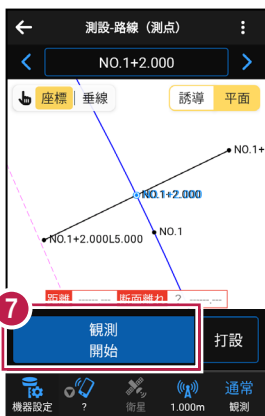 測設-路線（測点）
NO.1+2.000
座標 垂線 誘導 平面
NO.1+2.000
NO.1
NO.1+2.000L5.000
距離 -----.--- 断面離れ ? -----.---
7
観測
開始
打設
機器設定 ? 衛星 1.000m 通常
観測